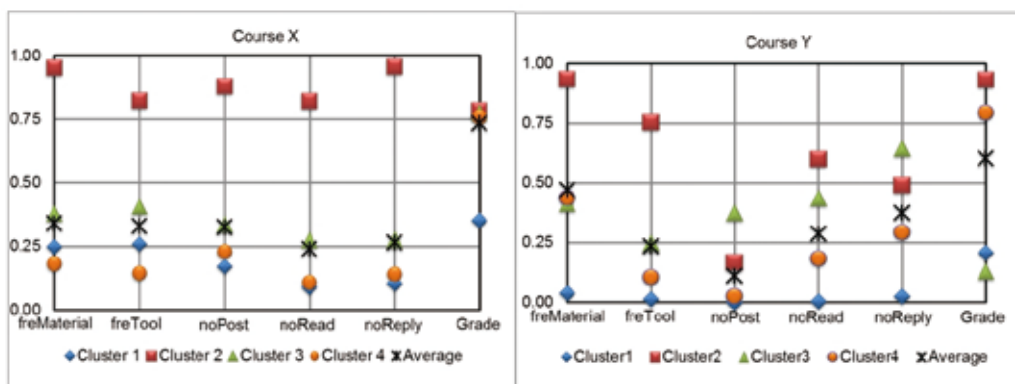 Course X
1.00
0.75
0.50
0.25
0.00
freMaterial freTool noPost noRead noReply Grade
Cluster 1 Cluster 2 Cluster 3 Cluster 4 Average
Course Y
1.00
0.75
0.50
0.25
0.00
freMaterial freTool noPost noRead noReply Grade
Cluster1 Cluster2 Cluster3 Cluster4 Average